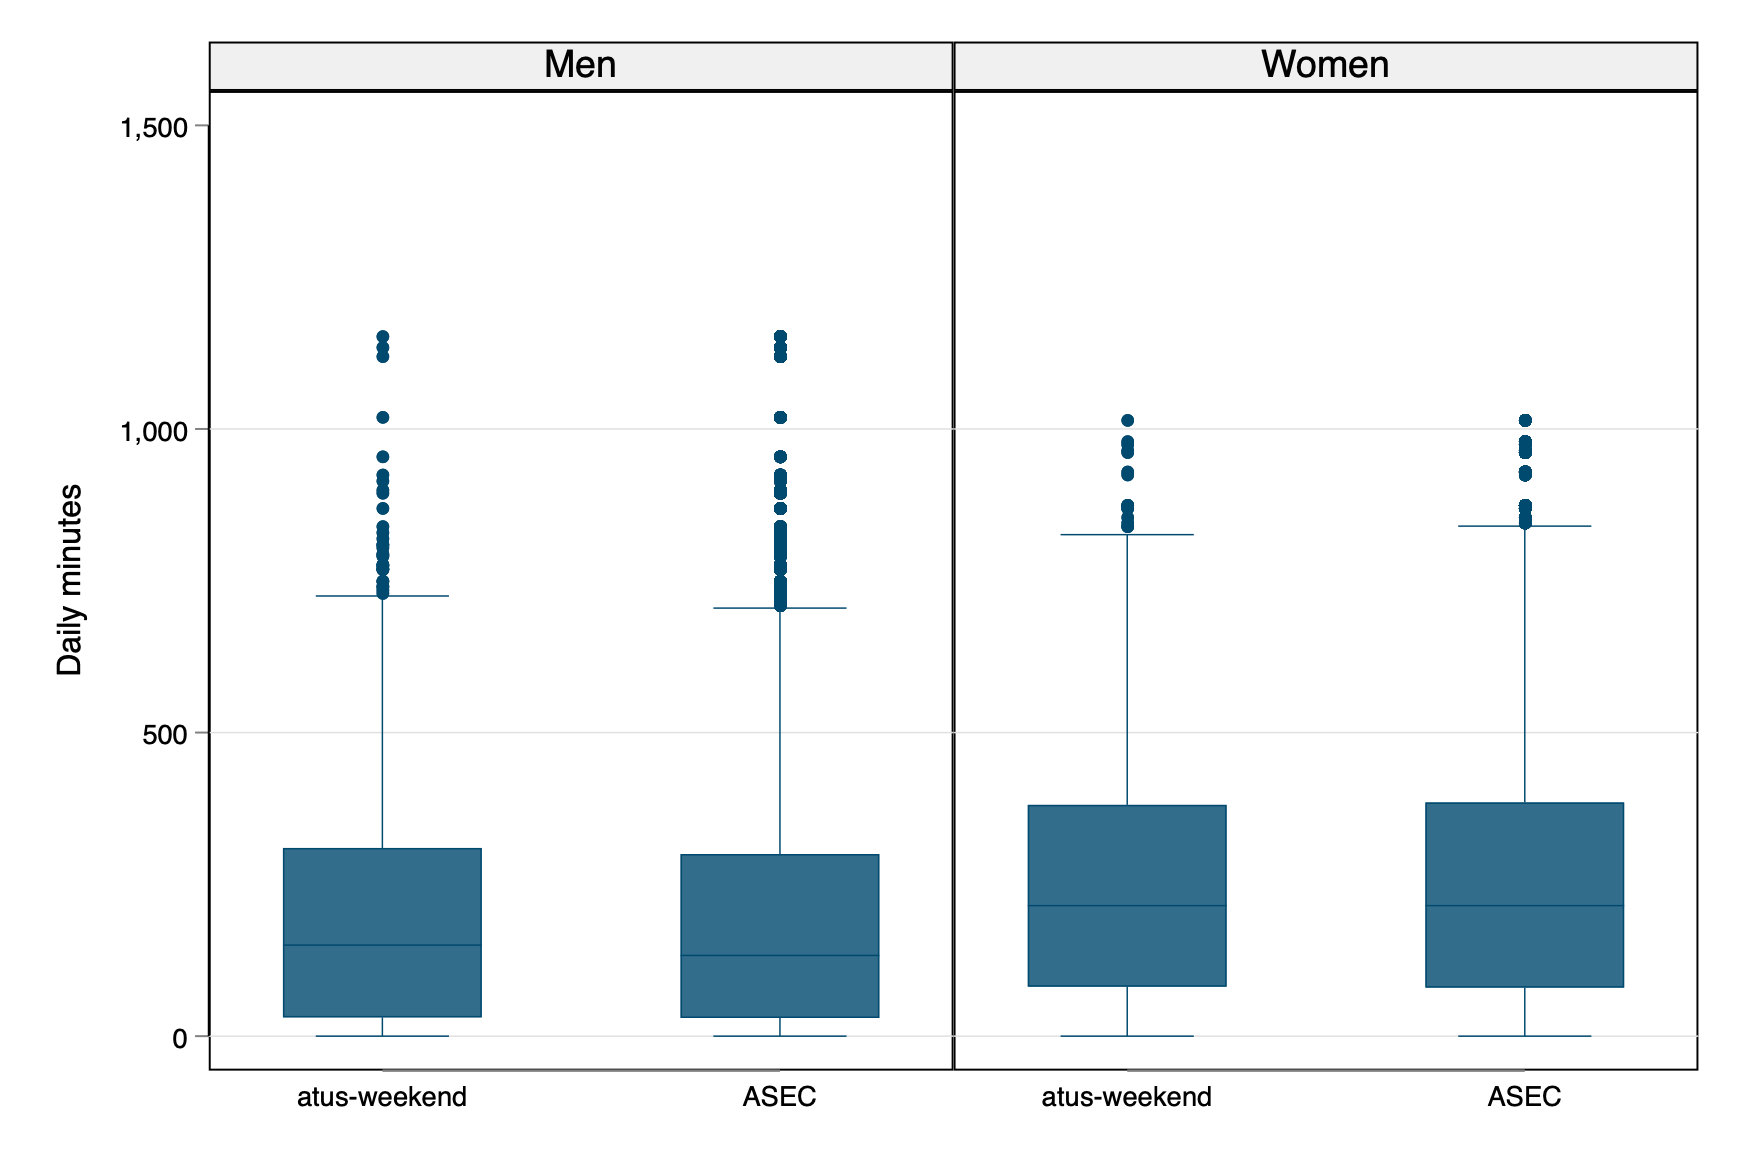 Men
Women
1,500
1,000
500
0
Daily minutes
atus-weekend
ASEC
atus-weekend
ASEC